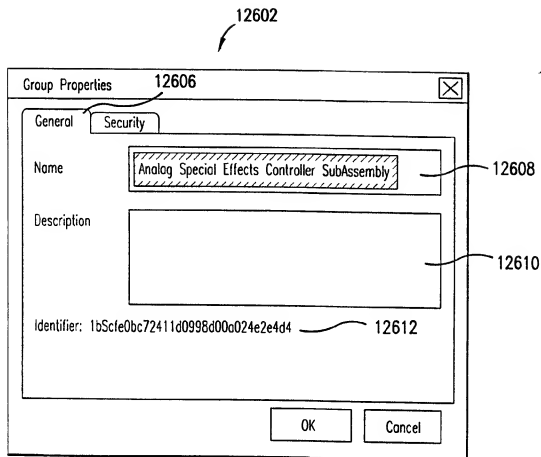 12602
Group Properties
12606
General Security
Name Analog Special Effects Controller SubAssembly 12608
Description
12610
Identifier: 1bScfe0bc72411d0998d00a024e2e4d4 12612
OK Cancel